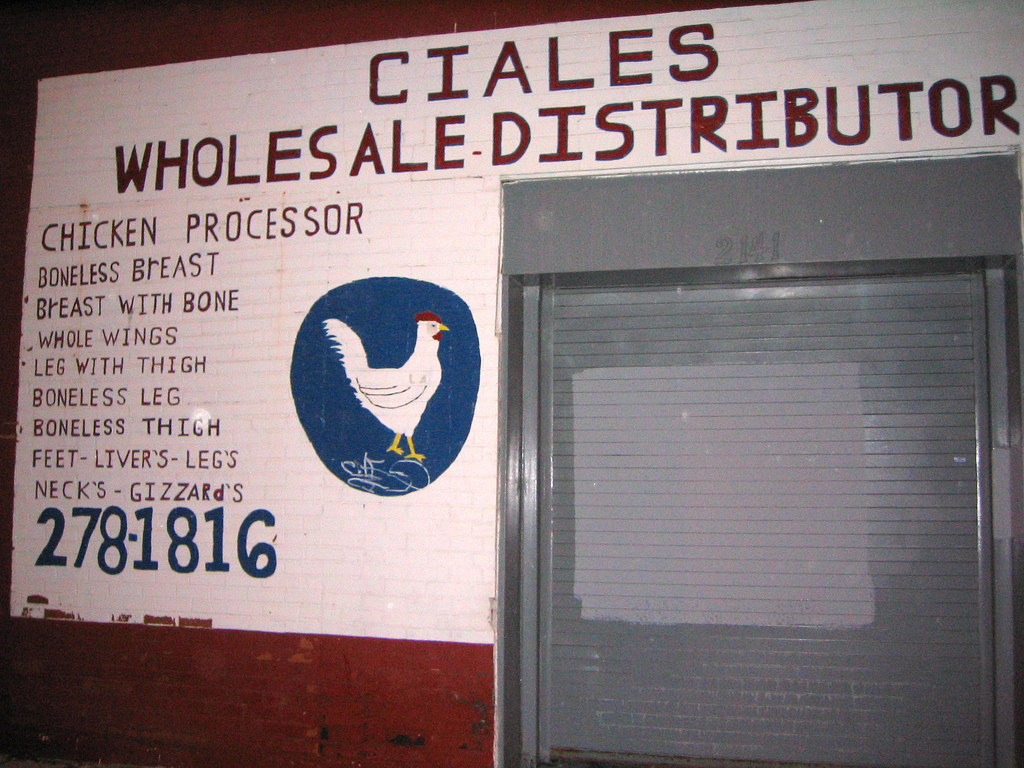 CIALES
WHOLESALE-DISTRIBUTOR
CHICKEN PROCESSOR
BONELESS BrEAST
BrEAST WITH BONE
WHOLE WINGS
LEG WITH THIGH
BONELESS LEG
BONELESS THIGH
FEET-LIVER'S-LEG'S
NECK'S-GIZZARd'S
278-1816
2141